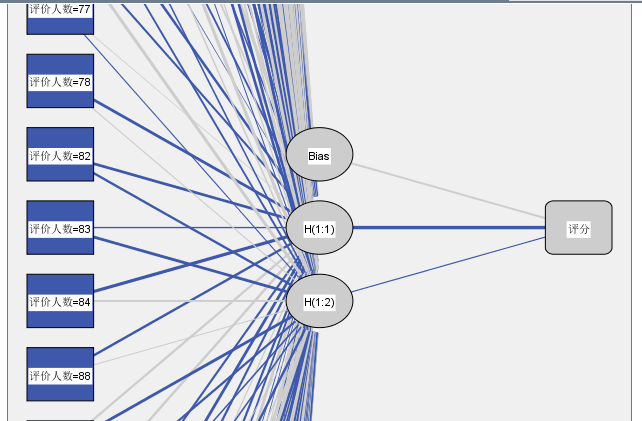 评价人数=77
评价人数=78
Bias
评价人数=82
评价人数=83
H(1:1)
评分
评价人数=84
H(1:2)
评价人数=88